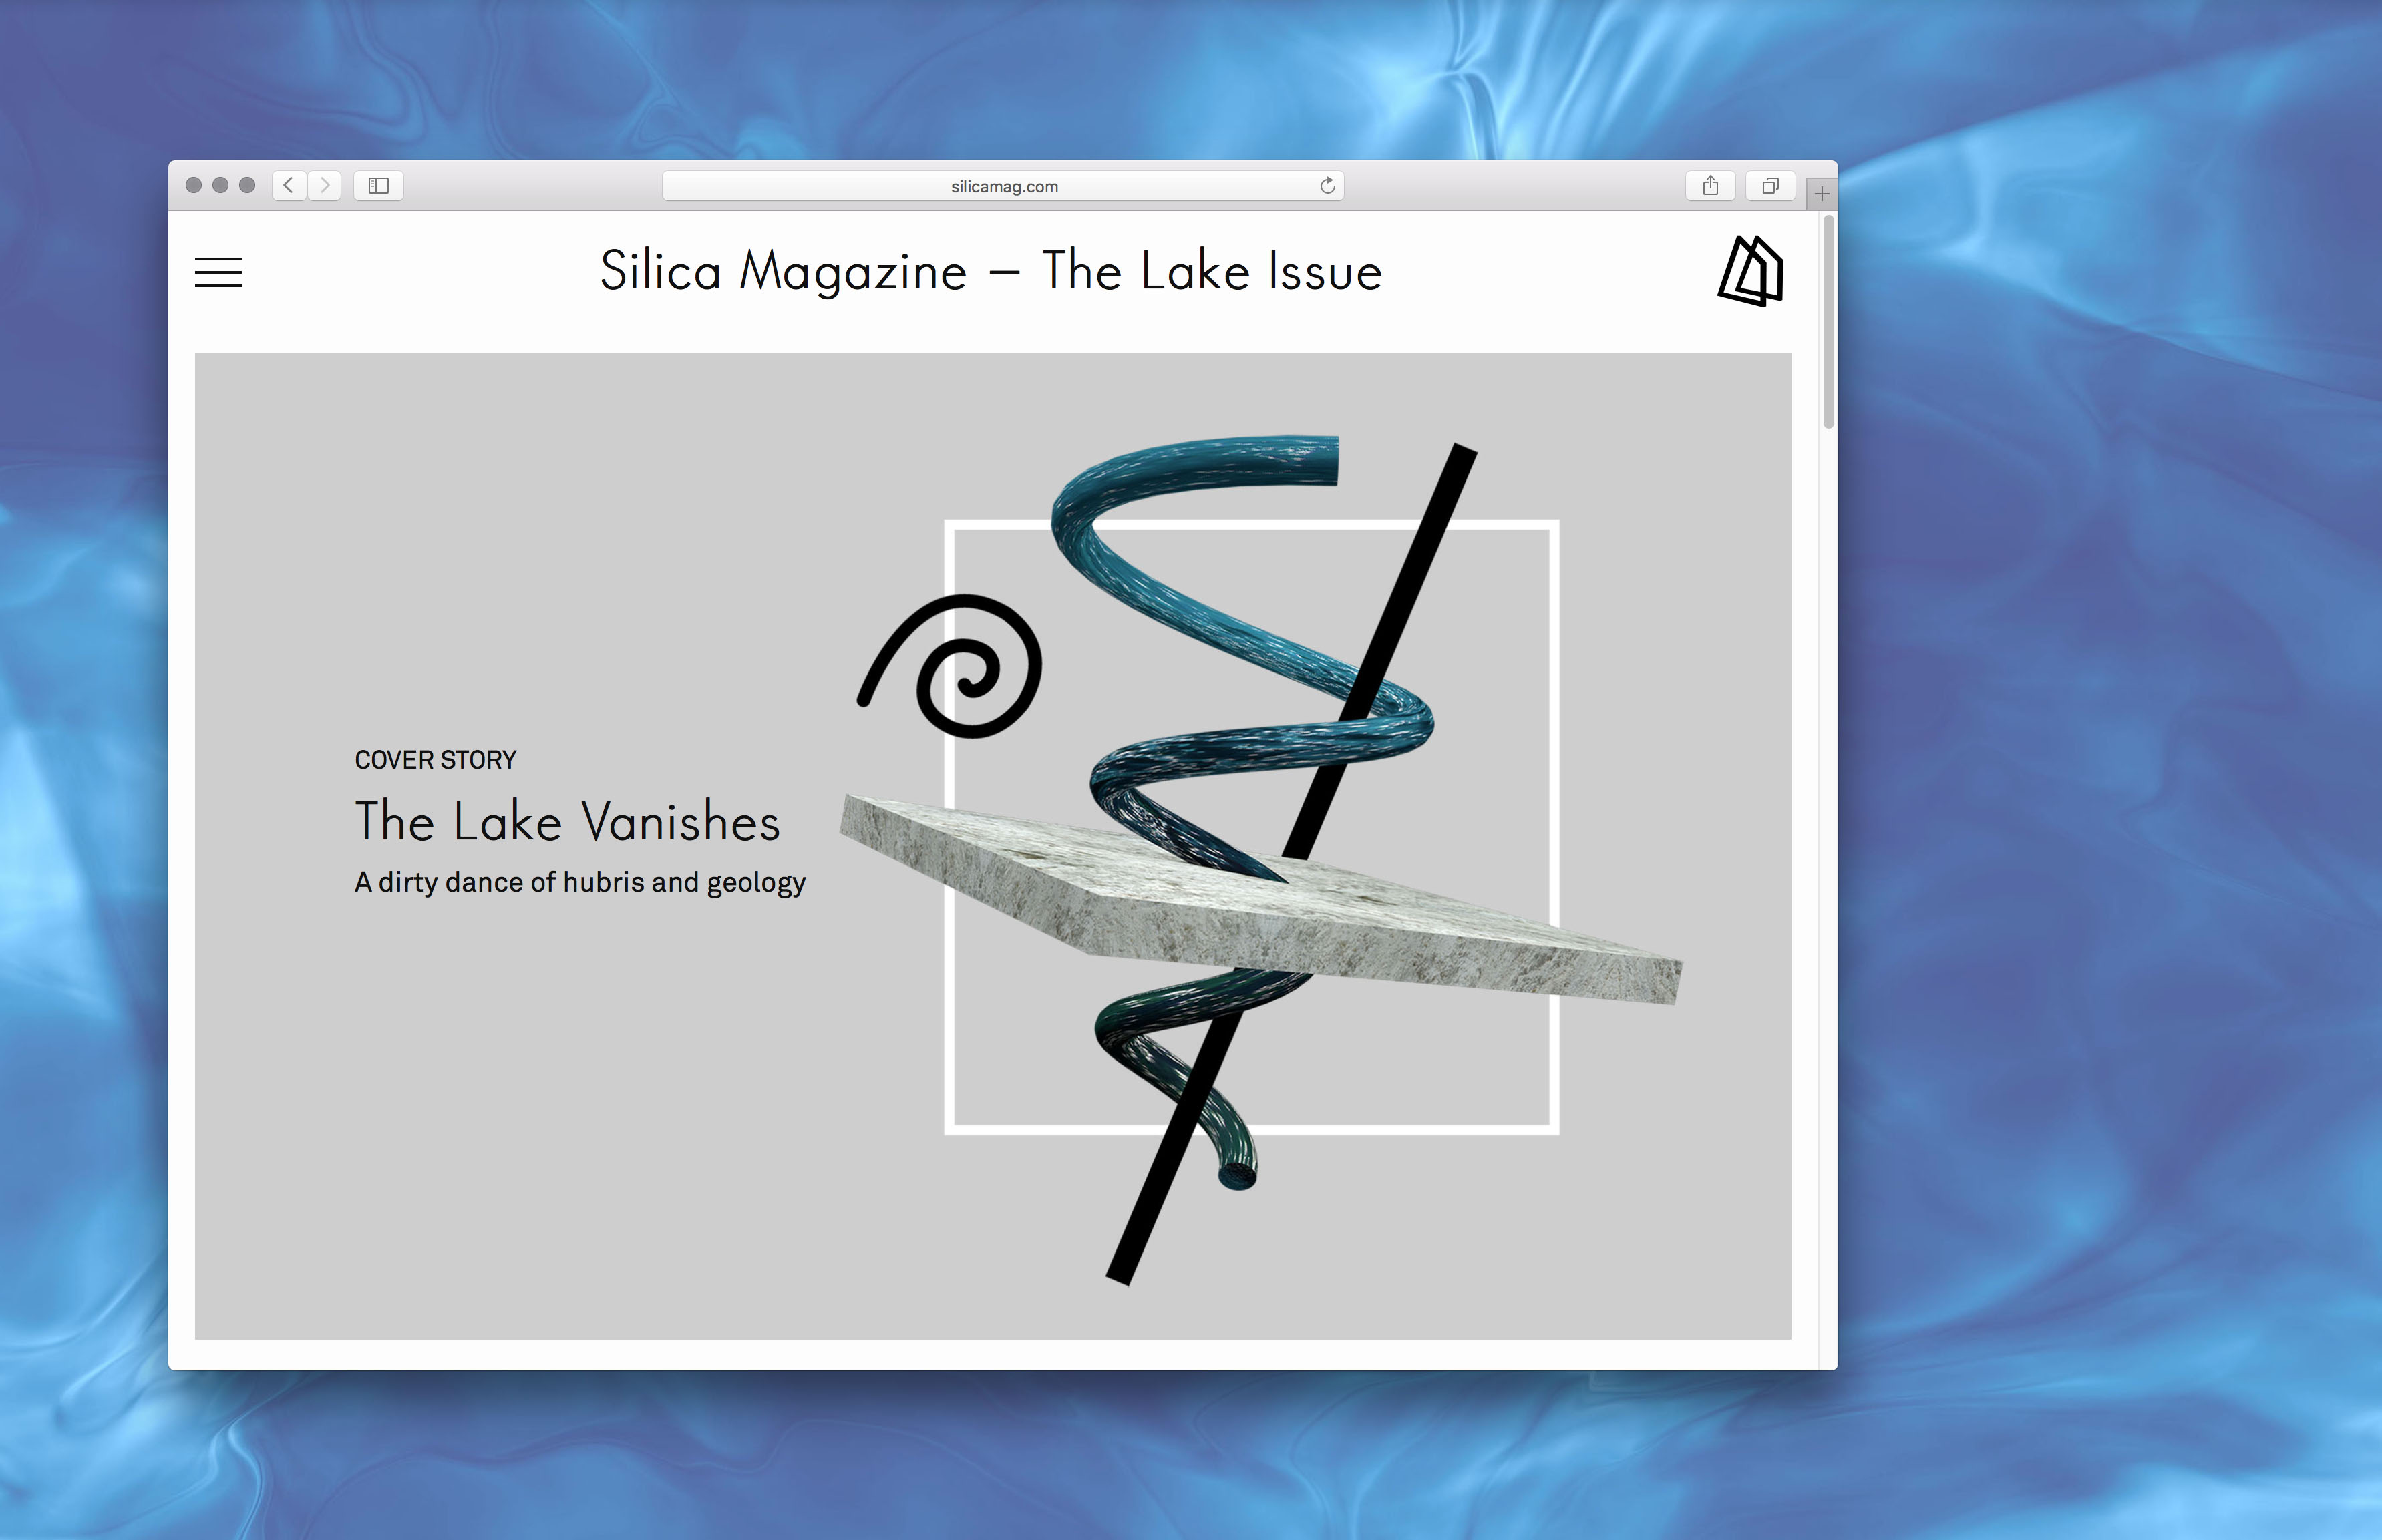 silicamag.com
Silica Magazine – The Lake Issue
COVER STORY
The Lake Vanishes
A dirty dance of hubris and geology